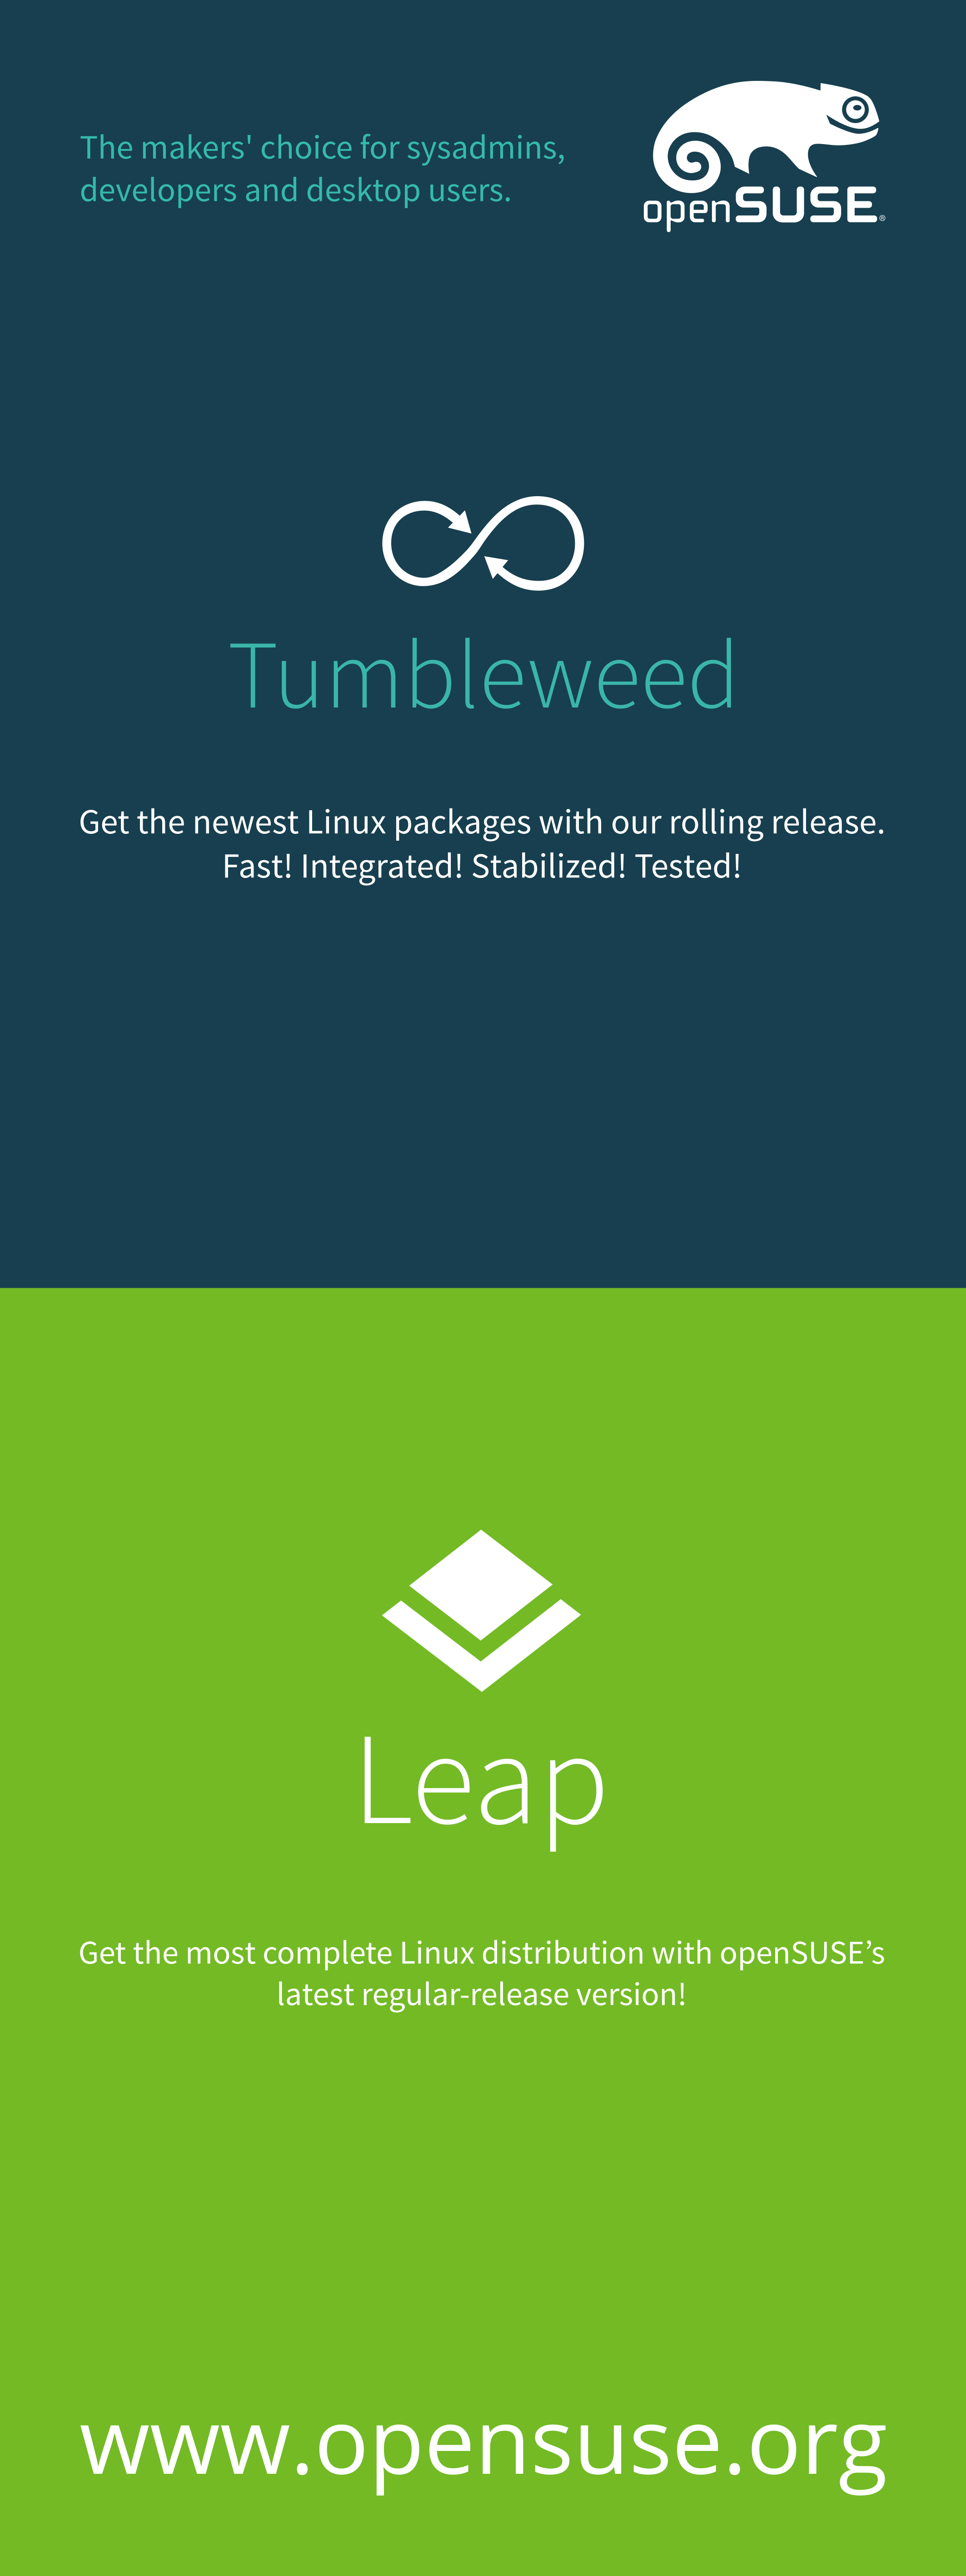 The makers' choice for sysadmins,
developers and desktop users.
openSUSE®
Tumbleweed
Get the newest Linux packages with our rolling release.
Fast! Integrated! Stabilized! Tested!
Leap
Get the most complete Linux distribution with openSUSE’s
latest regular-release version!
www.opensuse.org